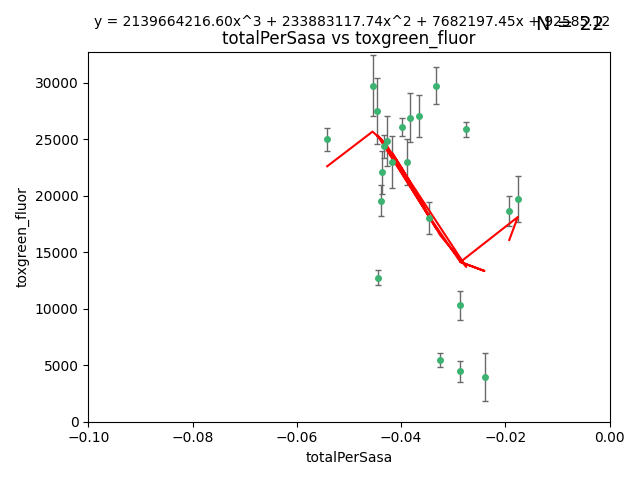 y = 2139664216.60x^3 + 233883117.74x^2 + 7682197.45x + 92585.12
N = 22
totalPerSasa vs toxgreen_fluor
30000
25000
20000
15000
10000
5000
0
toxgreen_fluor
−0.10
−0.08
−0.06
−0.04
−0.02
0.00
totalPerSasa